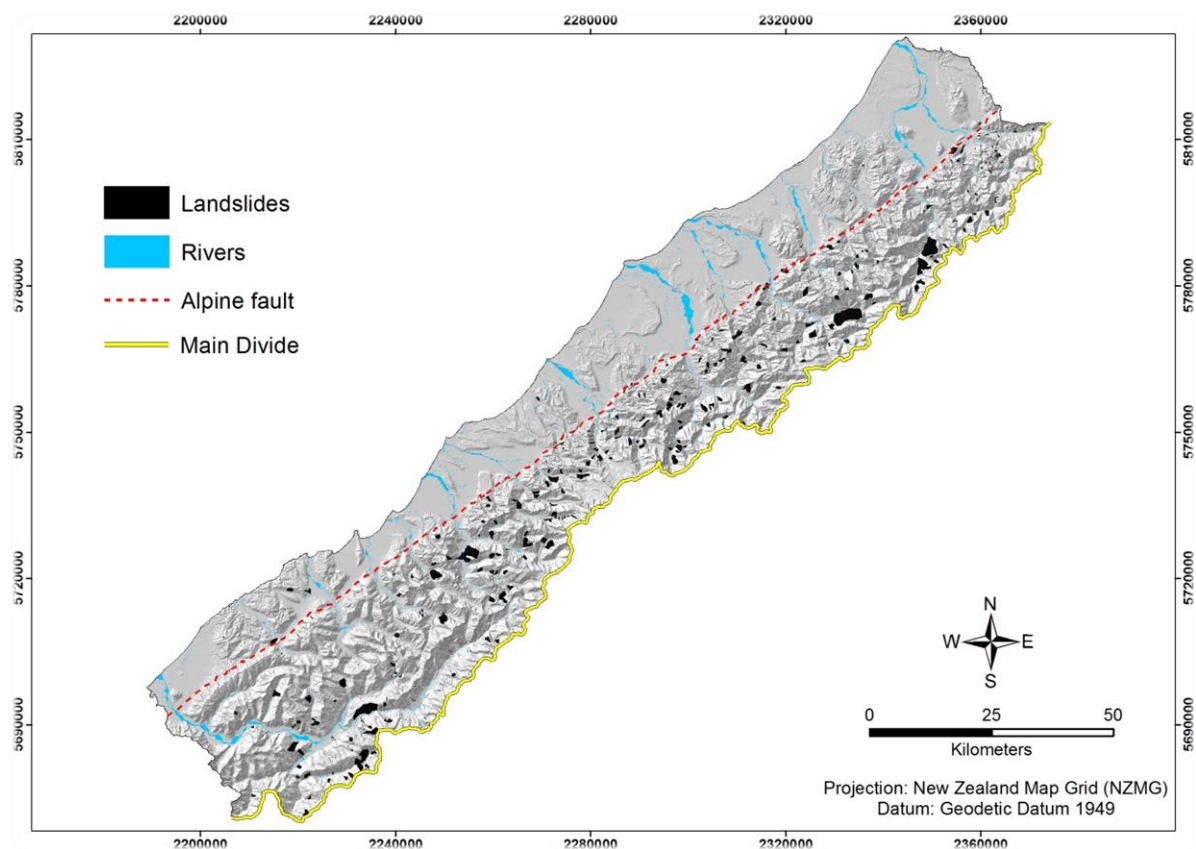 2200000 2240000 2280000 2320000 2360000
5810000 5810000
Landslides
Rivers
5780000 5780000
Alpine fault
Main Divide
5750000 5750000
5720000 5720000
N
W E
S
5690000 5690000
0 25 50
Kilometers
Projection: New Zealand Map Grid (NZMG)
Datum: Geodetic Datum 1949
2200000 2240000 2280000 2320000 2360000